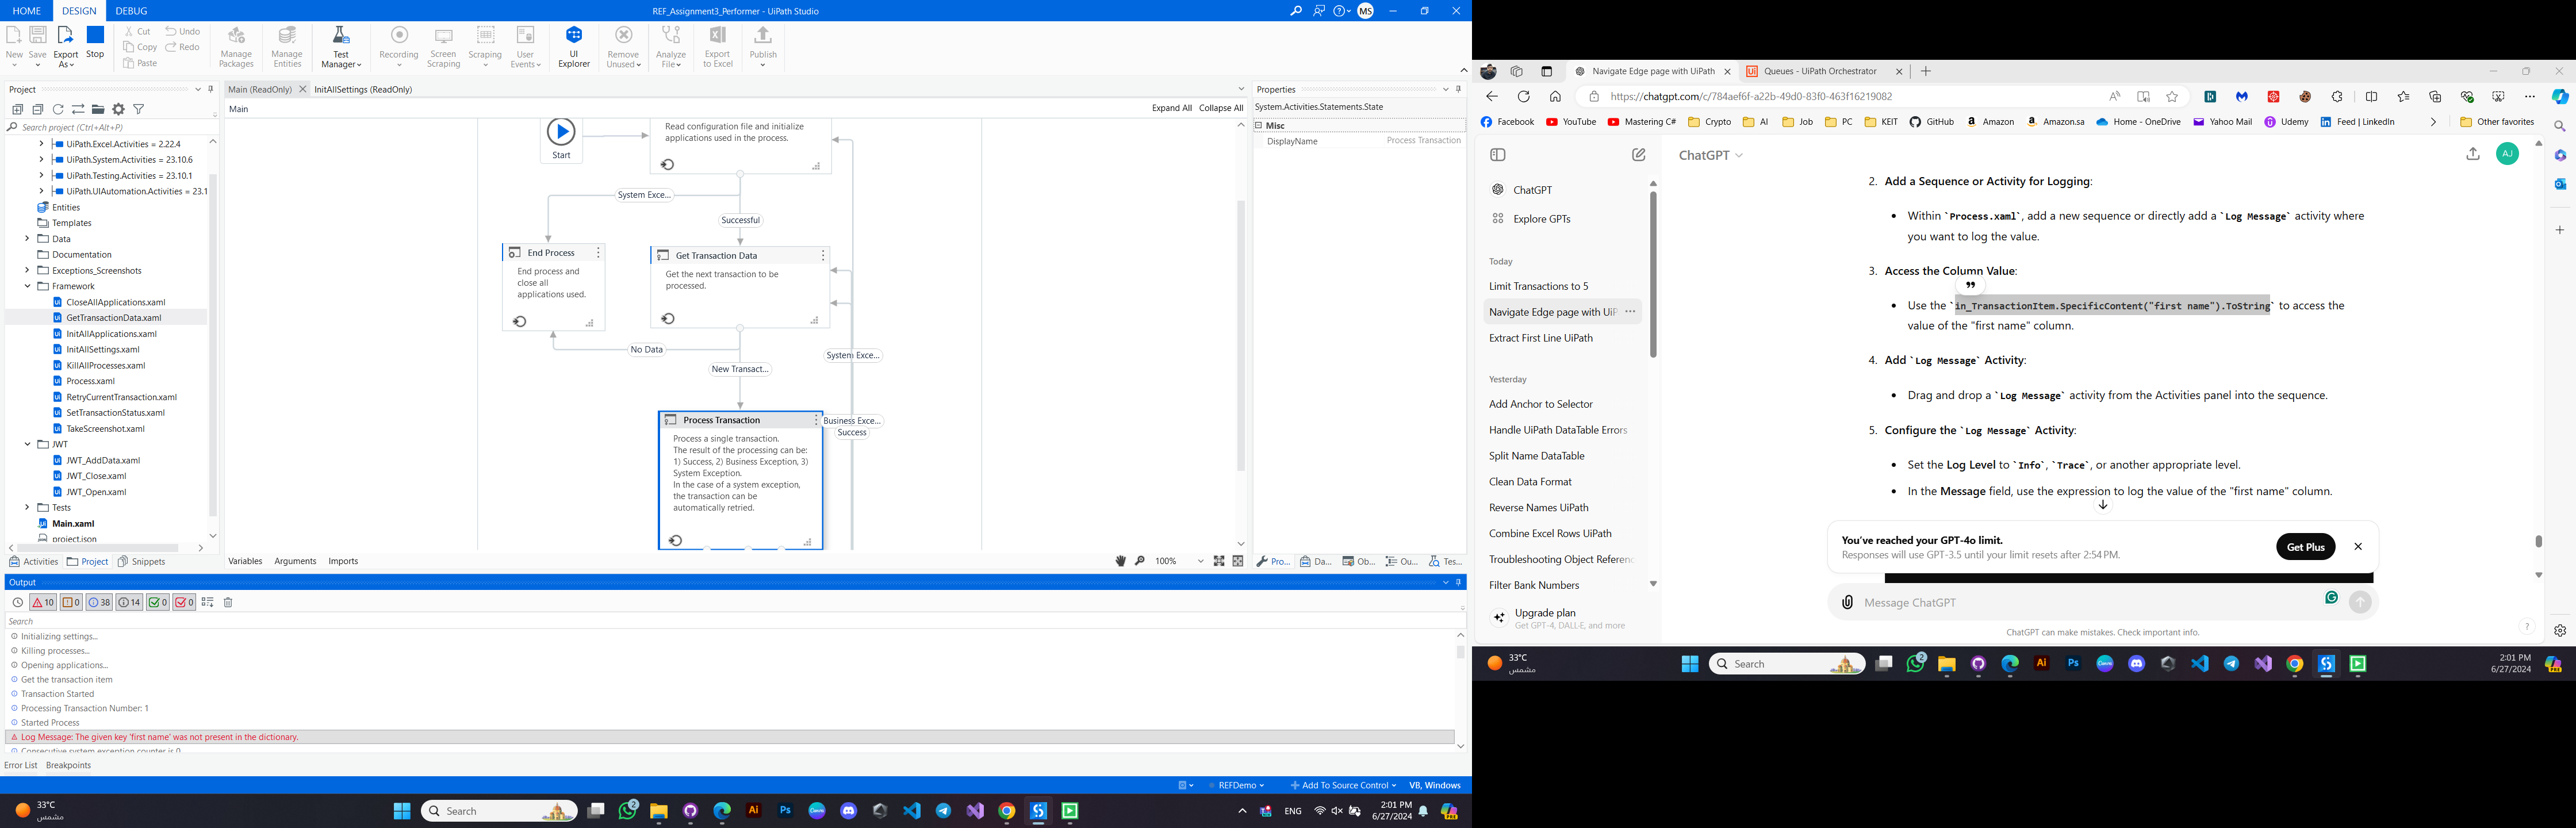 HOME DESIGN DEBUG
REF_Assignment3_Performer - UiPath Studio
MS
New
Save
Export As
Stop
Cut
Copy
Paste
Undo
Redo
Manage Packages
Manage Entities
Test Manager
Recording
Screen Scraping
Scraping
User Events
UI Explorer
Remove Unused
Analyze File
Export to Excel
Publish
Project
Search project (Ctrl+Alt+P)
UiPath.Excel.Activities = 2.22.4
UiPath.System.Activities = 23.10.6
UiPath.Testing.Activities = 23.10.1
UiPath.UIAutomation.Activities = 23.1
Entities
Templates
Data
Documentation
Exceptions_Screenshots
Framework
CloseAllApplications.xaml
GetTransactionData.xaml
InitAllApplications.xaml
InitAllSettings.xaml
KillAllProcesses.xaml
Process.xaml
RetryCurrentTransaction.xaml
SetTransactionStatus.xaml
TakeScreenshot.xaml
JWT
JWT_AddData.xaml
JWT_Close.xaml
JWT_Open.xaml
Tests
Main.xaml
project.json
Activities Project Snippets
Main (ReadOnly) InitAllSettings (ReadOnly)
Main
Expand All Collapse All
Start
Read configuration file and initialize
applications used in the process.
System Exce...
Successful
End Process
End process and
close all
applications used.
Get Transaction Data
Get the next transaction to be
processed.
No Data
New Transact...
System Exce...
Business Exce...
Success
Process Transaction
Process a single transaction.
The result of the processing can be:
1) Success, 2) Business Exception, 3)
System Exception.
In the case of a system exception,
the transaction can be
automatically retried.
Variables Arguments Imports
100%
Properties
System.Activities.Statements.State
Misc
DisplayName Process Transaction
Pro... Da... Ob... Ou... Tes...
Output
10 0 38 14 0 0
Search
Initializing settings...
Killing processes...
Opening applications...
Get the transaction item
Transaction Started
Processing Transaction Number: 1
Started Process
Log Message: The given key 'first name' was not present in the dictionary.
Consecutive system exception counter is 0
Error List Breakpoints
REFDemo
Add To Source Control
VB, Windows
33°C
مشمس
Search
2
ENG
2:01 PM
6/27/2024
Navigate Edge page with UiPath
Queues - UiPath Orchestrator
https://chatgpt.com/c/784aef6f-a22b-49d0-83f0-463f16219082
Facebook YouTube Mastering C# Crypto AI Job PC KEIT GitHub Amazon Amazon.sa Home - OneDrive Yahoo Mail Udemy Feed | LinkedIn Other favorites
ChatGPT
Explore GPTs
Today
Limit Transactions to 5
Navigate Edge page with UiP
Extract First Line UiPath
Yesterday
Add Anchor to Selector
Handle UiPath DataTable Errors
Split Name DataTable
Clean Data Format
Reverse Names UiPath
Combine Excel Rows UiPath
Troubleshooting Object Referenc
Filter Bank Numbers
Upgrade plan
Get GPT-4, DALL·E, and more
ChatGPT
AJ
2. Add a Sequence or Activity for Logging:
• Within `Process.xaml`, add a new sequence or directly add a `Log Message` activity where
you want to log the value.
3. Access the Column Value:
• Use the `in_TransactionItem.SpecificContent("first name").ToString` to access the
value of the "first name" column.
4. Add `Log Message` Activity:
• Drag and drop a `Log Message` activity from the Activities panel into the sequence.
5. Configure the `Log Message` Activity:
• Set the Log Level to `Info`, `Trace`, or another appropriate level.
• In the Message field, use the expression to log the value of the "first name" column.
You've reached your GPT-4o limit.
Responses will use GPT-3.5 until your limit resets after 2:54 PM.
Get Plus
Message ChatGPT
ChatGPT can make mistakes. Check important info.
33°C
مشمس
Search
2
2:01 PM
6/27/2024